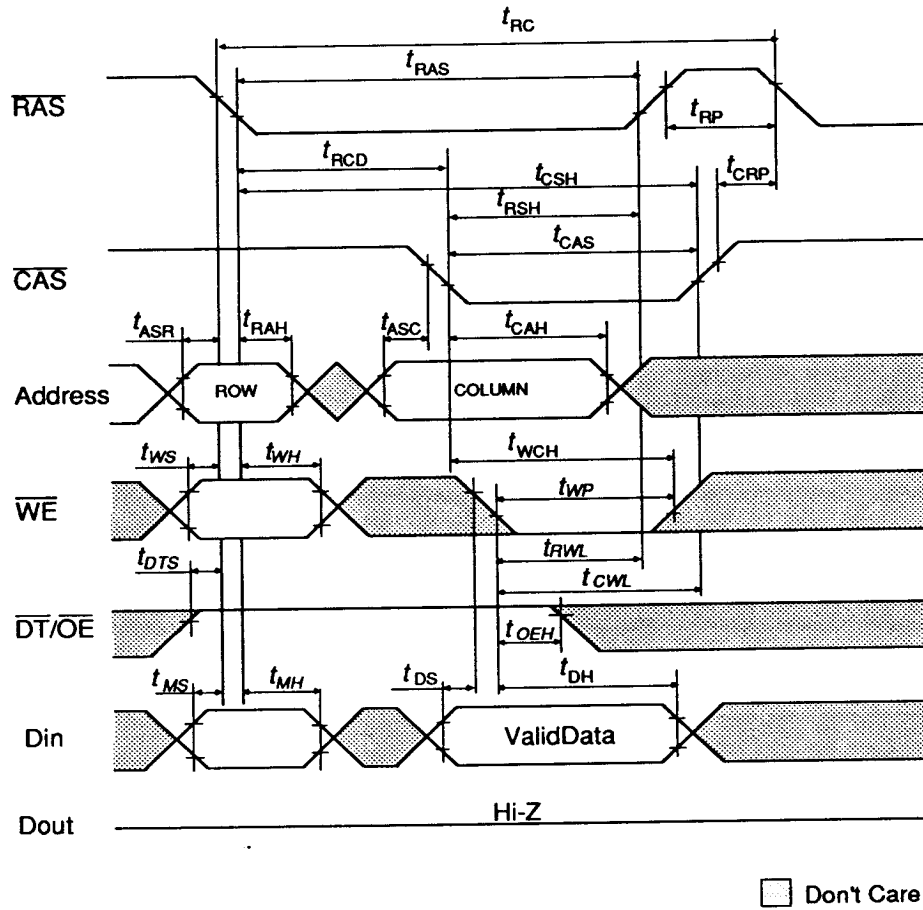 tRC
tRAS
RAS
tRP
tRCD
tCSH
tCRP
tRSH
tCAS
CAS
tASR
tRAH
tASC
tCAH
Address
ROW
COLUMN
tWS
tWH
tWCH
WE
tWP
tRWL
tDTS
tCWL
DT/OE
tOEH
tMS
tMH
tDS
tDH
Din
ValidData
Hi-Z
Dout
Don't Care